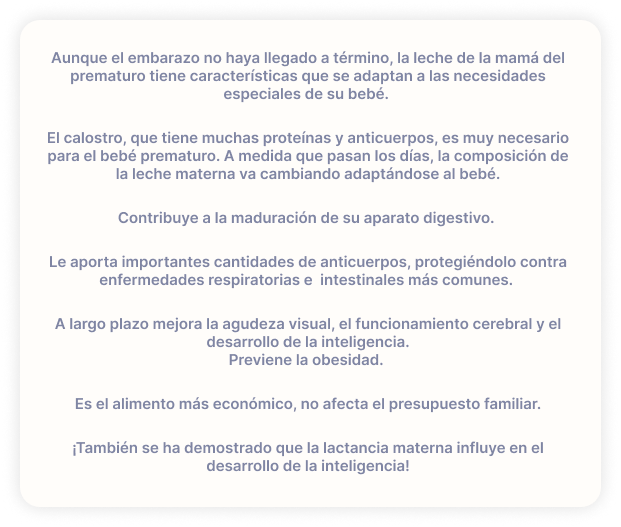 Aunque el embarazo no haya llegado a término, la leche de la mamá del
prematuro tiene características que se adaptan a las necesidades
especiales de su bebé.
El calostro, que tiene muchas proteínas y anticuerpos, es muy necesario
para el bebé prematuro. A medida que pasan los días, la composición de
la leche materna va cambiando adaptándose al bebé.
Contribuye a la maduración de su aparato digestivo.
Le aporta importantes cantidades de anticuerpos, protegiéndolo contra
enfermedades respiratorias e  intestinales más comunes.
A largo plazo mejora la agudeza visual, el funcionamiento cerebral y el
desarrollo de la inteligencia.
Previene la obesidad.
Es el alimento más económico, no afecta el presupuesto familiar.
¡También se ha demostrado que la lactancia materna influye en el
desarrollo de la inteligencia!